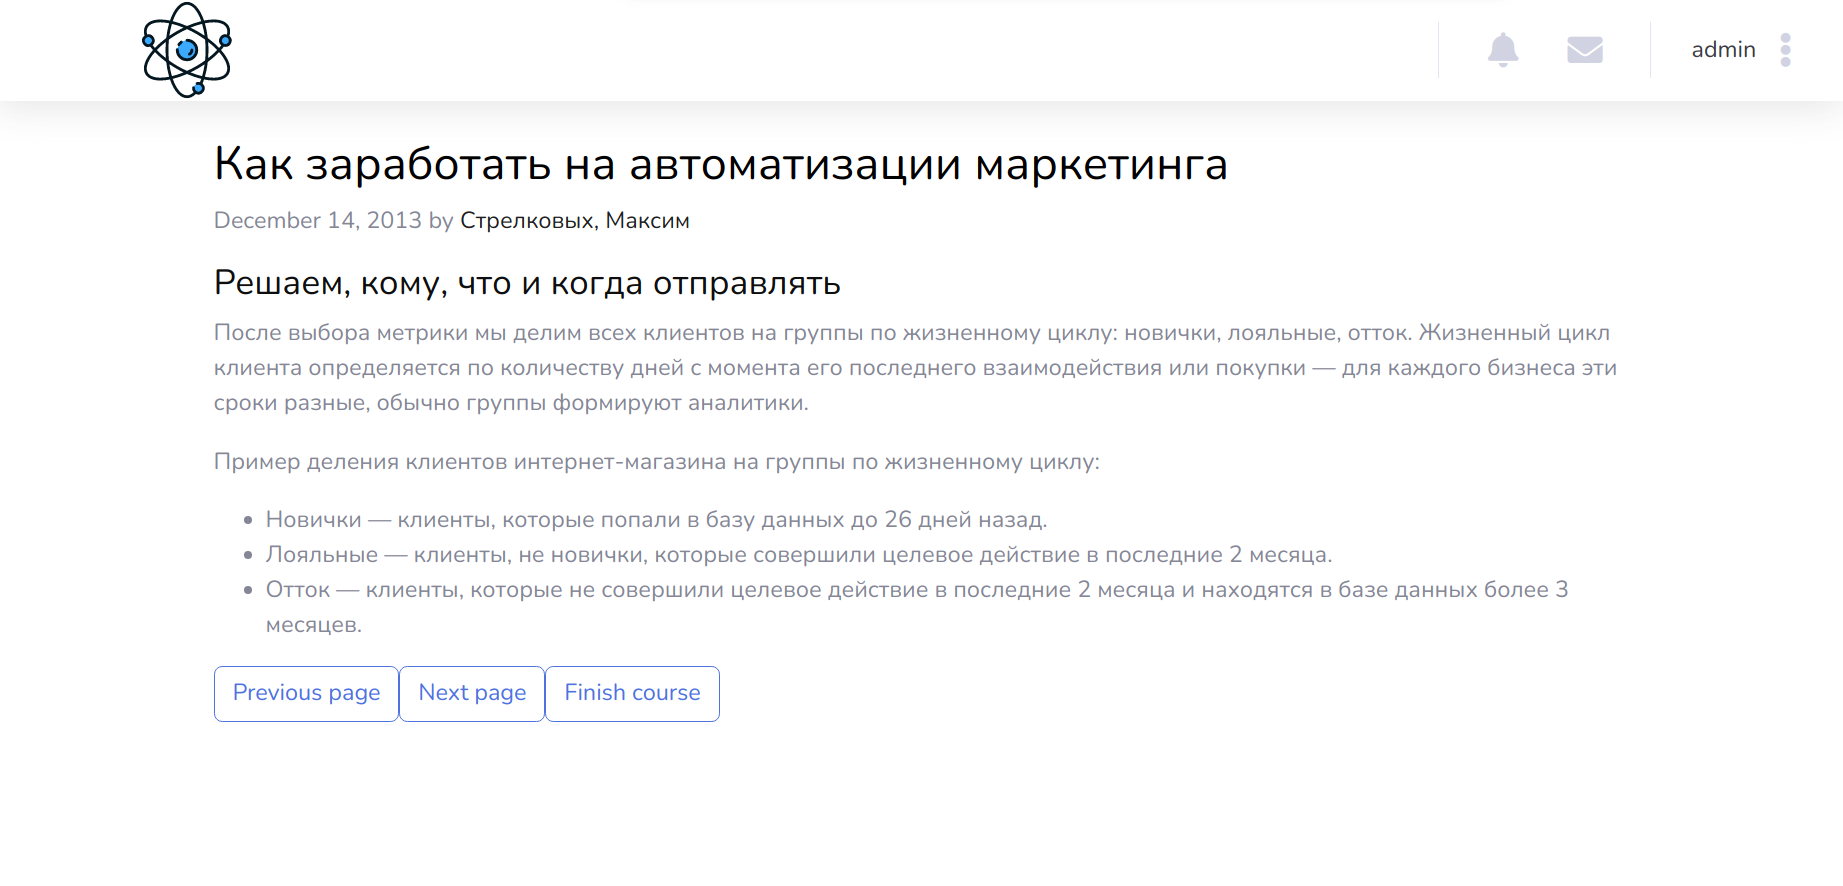 admin
Как заработать на автоматизации маркетинга
December 14, 2013 by Стрелковых, Максим
Решаем, кому, что и когда отправлять
После выбора метрики мы делим всех клиентов на группы по жизненному циклу: новички, лояльные, отток. Жизненный цикл
клиента определяется по количеству дней с момента его последнего взаимодействия или покупки — для каждого бизнеса эти
сроки разные, обычно группы формируют аналитики.
Пример деления клиентов интернет-магазина на группы по жизненному циклу:
• Новички — клиенты, которые попали в базу данных до 26 дней назад.
• Лояльные — клиенты, не новички, которые совершили целевое действие в последние 2 месяца.
• Отток — клиенты, которые не совершили целевое действие в последние 2 месяца и находятся в базе данных более 3
месяцев.
Previous page Next page Finish course